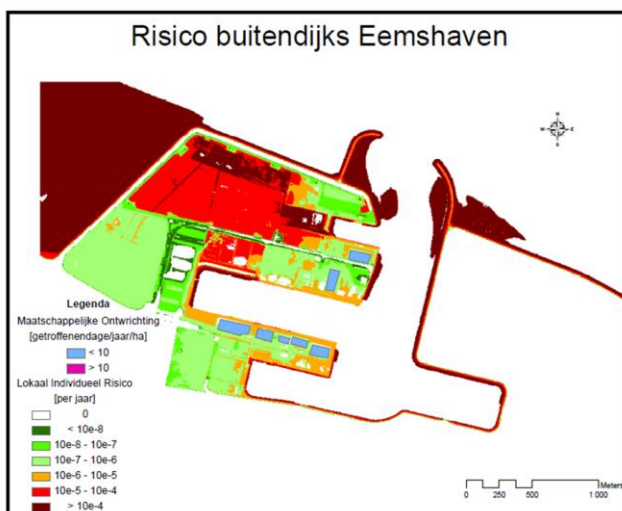 Risico buitendijks Eemshaven
N
W
E
S
Legenda
Maatschappelijke Ontwrichting
[getroffenendage/jaar/ha]
< 10
> 10
Lokaal Individueel Risico
[per jaar]
0
< 10e-8
10e-8 - 10e-7
10e-7 - 10e-6
10e-6 - 10e-5
10e-5 - 10e-4
> 10e-4
Meters
0 250 500 1 000